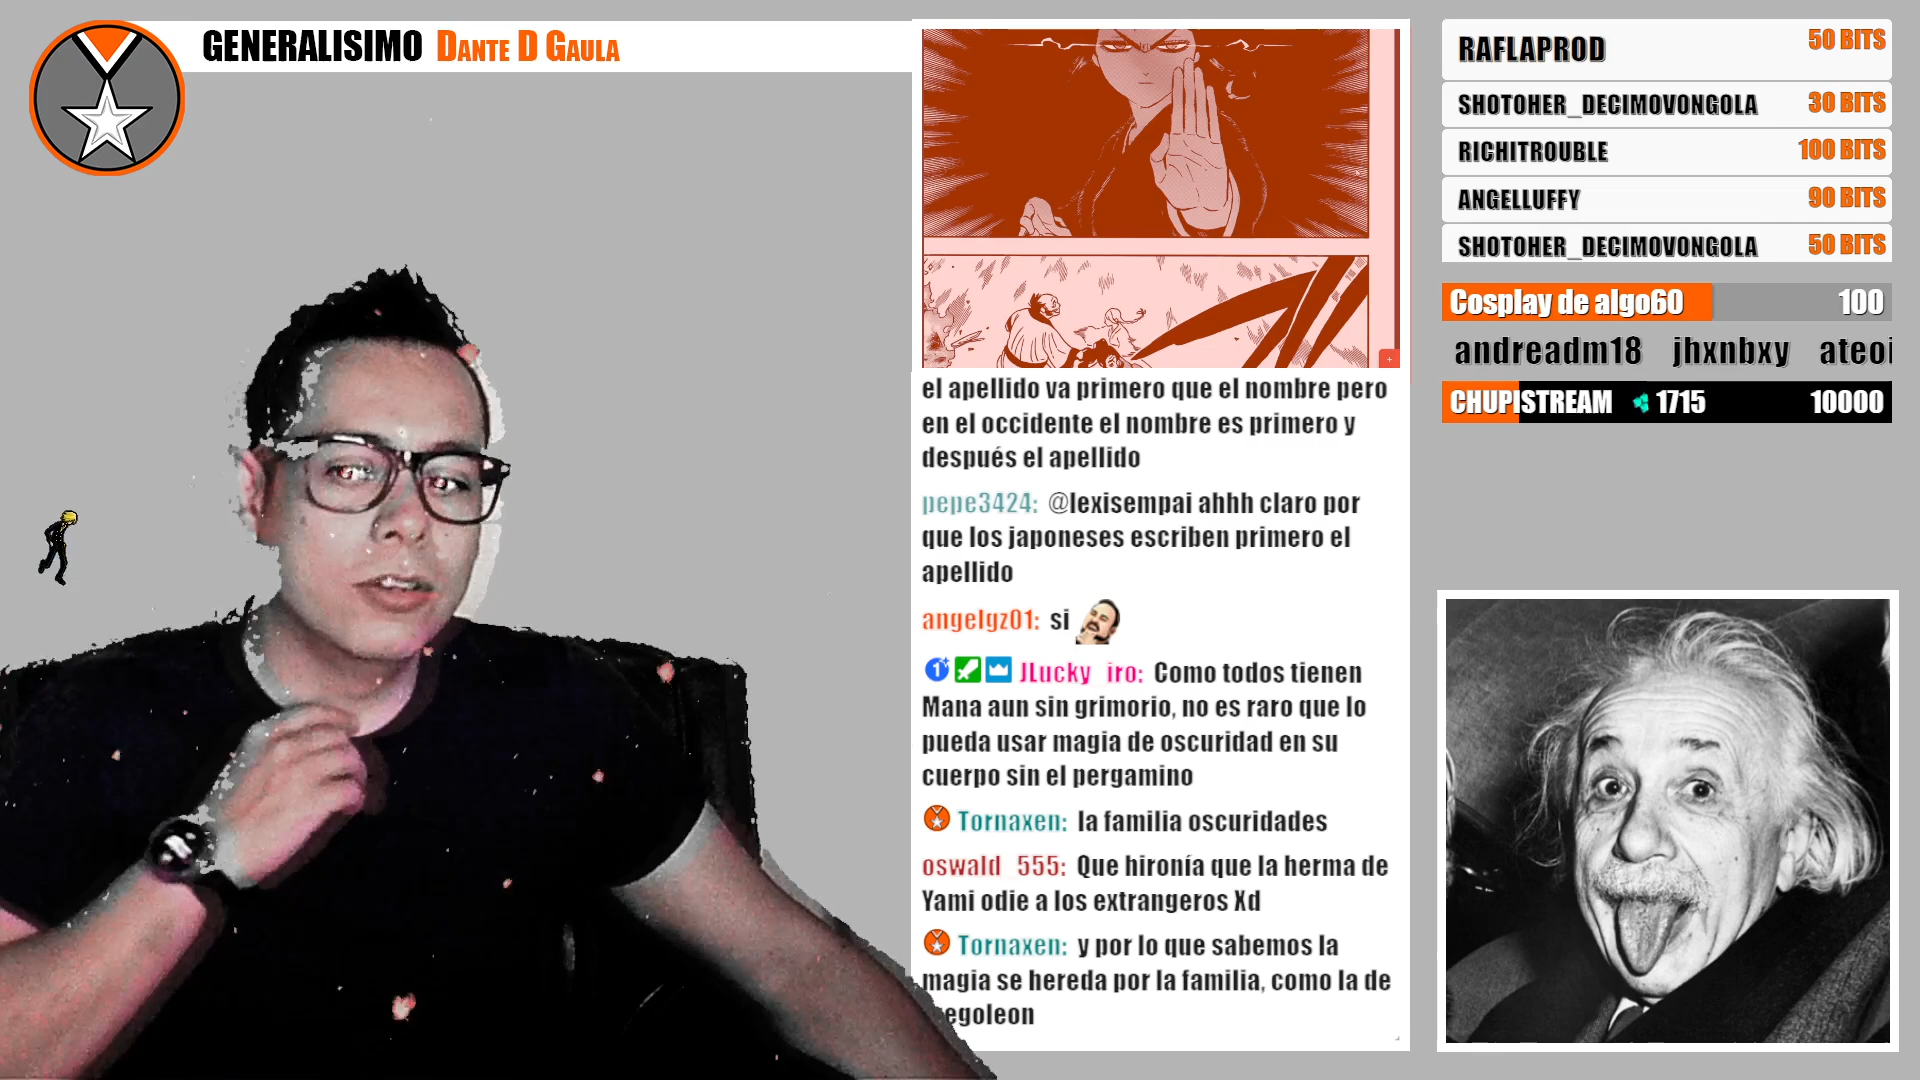 GENERALISIMO DANTE D GAULA
el apellido va primero que el nombre pero
en el occidente el nombre es primero y
después el apellido
pepe3424: @lexisempai ahhh claro por
que los japoneses escriben primero el
apellido
angelgz01: si
1 JLucky_iro: Como todos tienen
Mana aun sin grimorio, no es raro que lo
pueda usar magia de oscuridad en su
cuerpo sin el pergamino
Tornaxen: la familia oscuridades
oswald_555: Que hironía que la herma de
Yami odie a los extrangeros Xd
Tornaxen: y por lo que sabemos la
magia se hereda por la familia, como la de
egoleon
RAFLAPROD 50 BITS
SHOTOHER_DECIMOVONGOLA 30 BITS
RICHITROUBLE 100 BITS
ANGELLUFFY 90 BITS
SHOTOHER_DECIMOVONGOLA 50 BITS
Cosplay de algo60 100
andreadm18 jhxnbxy ateoi
CHUPISTREAM 1715 10000